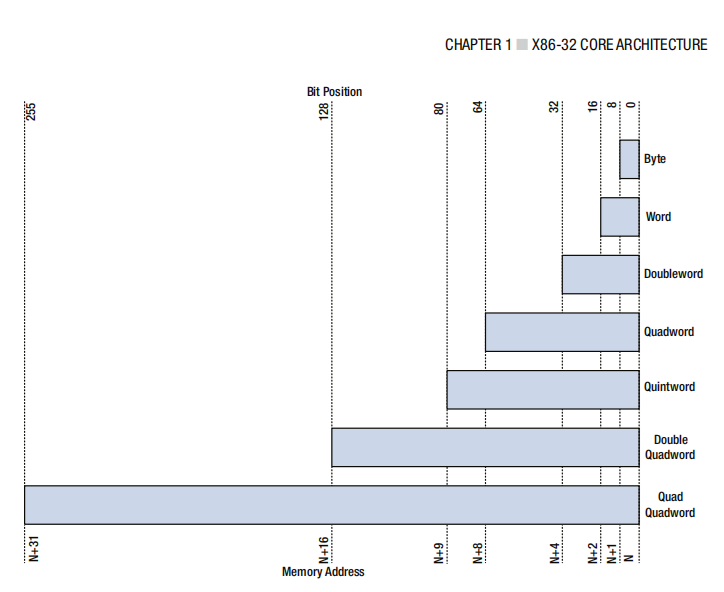 CHAPTER 1 ■ X86-32 CORE ARCHITECTURE
Bit Position
255
128
80
64
32
16
8
0
Byte
Word
Doubleword
Quadword
Quintword
Double
Quadword
Quad
Quadword
N+31
N+16
N+9
N+8
N+4
N+2
N+1
N
Memory Address